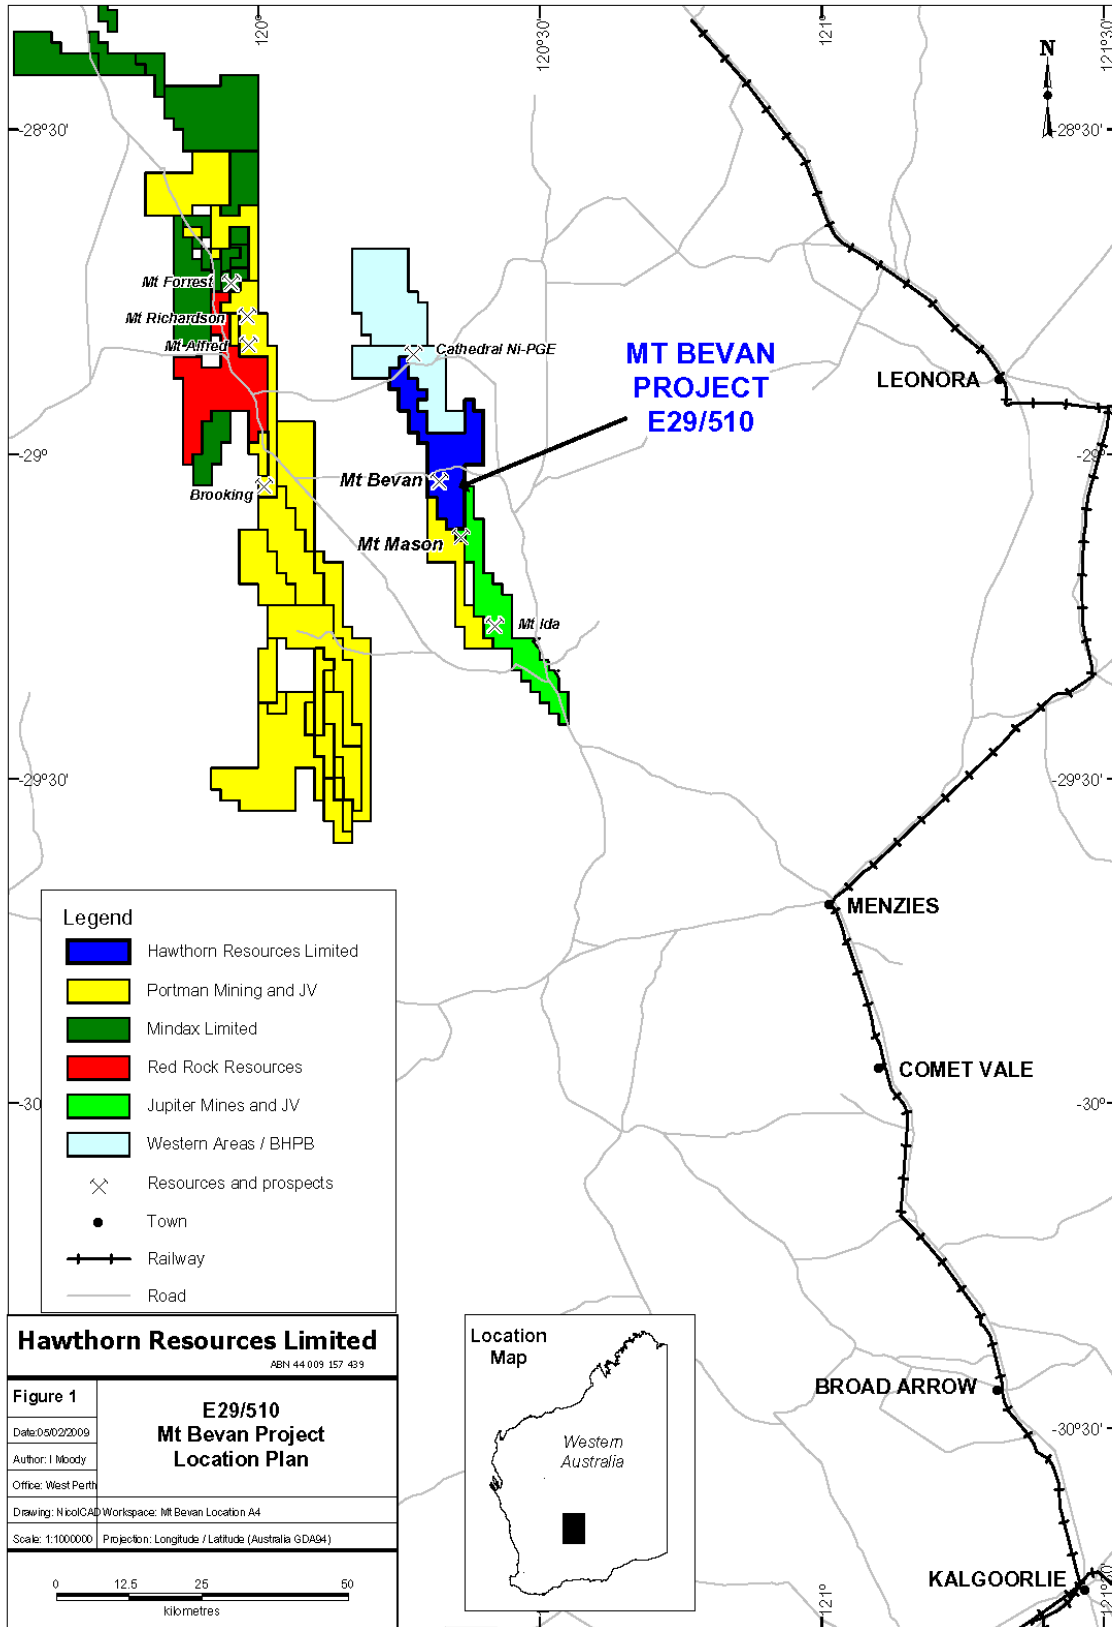 120°
120°30'
121°
121°30'
N
-28°30'
-28°30'
Mt Forrest
Mt Richardson
Mt Alfred
Cathedral Ni-PGE
MT BEVAN
PROJECT
E29/510
LEONORA
-29°
-29°
Mt Bevan
Brooking
Mt Mason
Mt Ida
-29°30'
-29°30'
MENZIES
Legend
Hawthorn Resources Limited
Portman Mining and JV
Mindax Limited
Red Rock Resources
Jupiter Mines and JV
Western Areas / BHPB
Resources and prospects
Town
Railway
Road
COMET VALE
-30
-30°
Hawthorn Resources Limited
ABN 44 009 157 439
Figure 1
Date:05/02/2009
Author: I Moody
Office: West Perth
E29/510
Mt Bevan Project
Location Plan
Drawing: NicolCAD Workspace: Mt Bevan Location A4
Scale: 1:1000000 Projection: Longitude / Latitude (Australia GDA94)
0 12.5 25 50
kilometres
Location
Map
Western
Australia
BROAD ARROW
-30°30'
KALGOORLIE
121°
121°30'